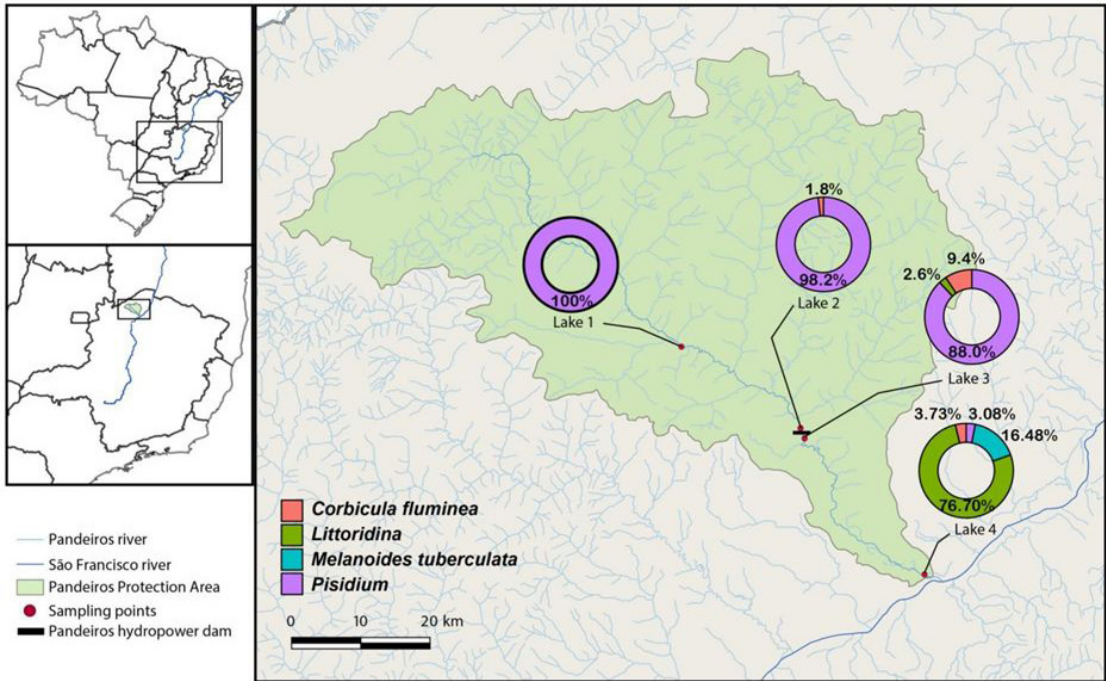 1.8%
98.2%
Lake 2
9.4%
2.6%
88.0%
Lake 3
100%
Lake 1
3.73%
3.08%
16.48%
76.70%
Lake 4
Corbicula fluminea
Littoridina
Melanoides tuberculata
Pisidium
0 10 20 km
Pandeiros river
São Francisco river
Pandeiros Protection Area
Sampling points
Pandeiros hydropower dam